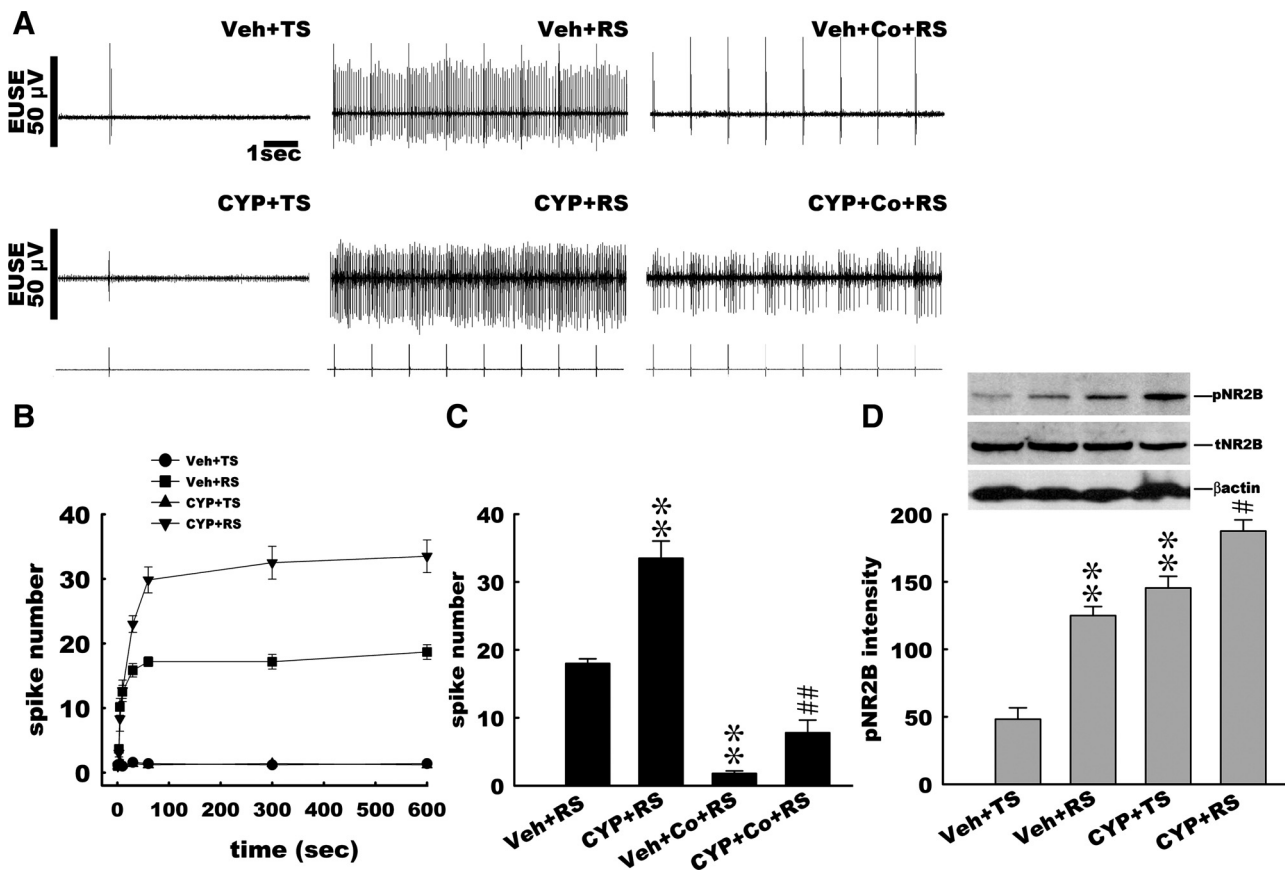 A
Veh+TS
Veh+RS
Veh+Co+RS
EUSE
50 µV
1sec
CYP+TS
CYP+RS
CYP+Co+RS
EUSE
50 µV
B
Veh+TS
Veh+RS
CYP+TS
CYP+RS
spike number
40
30
20
10
0
0
100
200
300
400
500
600
time (sec)
C
spike number
40
30
20
10
0
**
**
##
Veh+RS
CYP+RS
Veh+Co+RS
CYP+Co+RS
D
pNR2B
tNR2B
βactin
pNR2B intensity
200
150
100
50
0
**
**
#
Veh+TS
Veh+RS
CYP+TS
CYP+RS